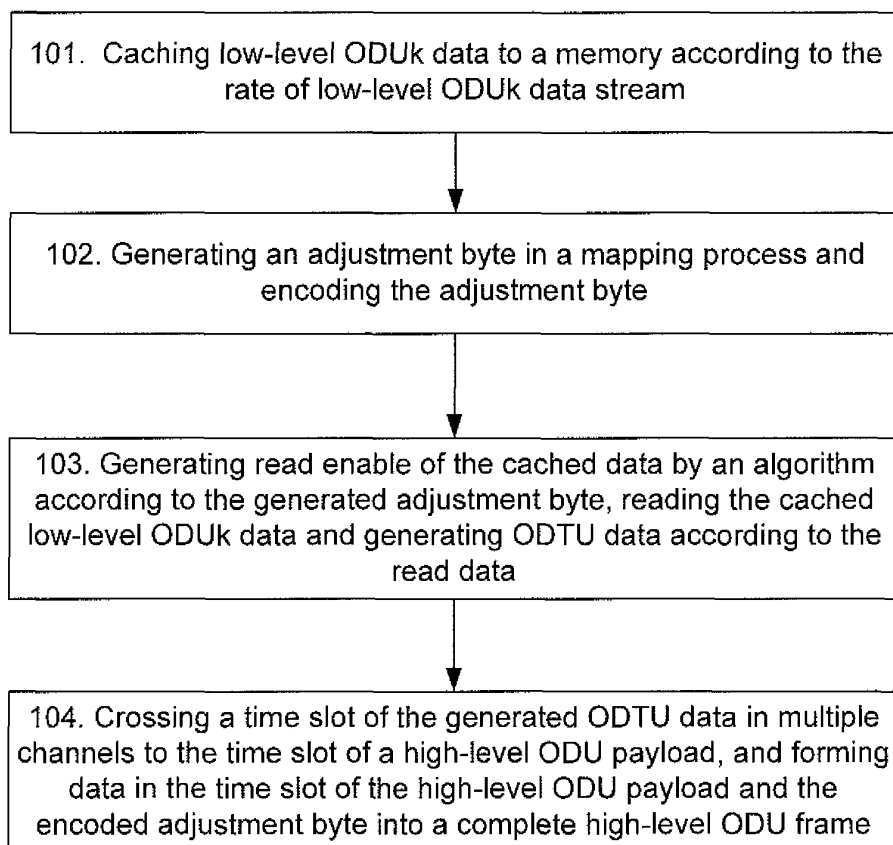 101. Caching low-level ODUk data to a memory according to the
rate of low-level ODUk data stream
102. Generating an adjustment byte in a mapping process and
encoding the adjustment byte
103. Generating read enable of the cached data by an algorithm
according to the generated adjustment byte, reading the cached
low-level ODUk data and generating ODTU data according to the
read data
104. Crossing a time slot of the generated ODTU data in multiple
channels to the time slot of a high-level ODU payload, and forming
data in the time slot of the high-level ODU payload and the
encoded adjustment byte into a complete high-level ODU frame